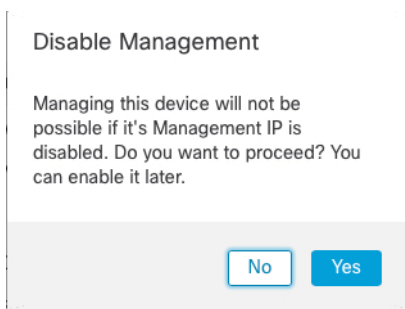 Disable Management
Managing this device will not be
possible if it's Management IP is
disabled. Do you want to proceed? You
can enable it later.
No
Yes